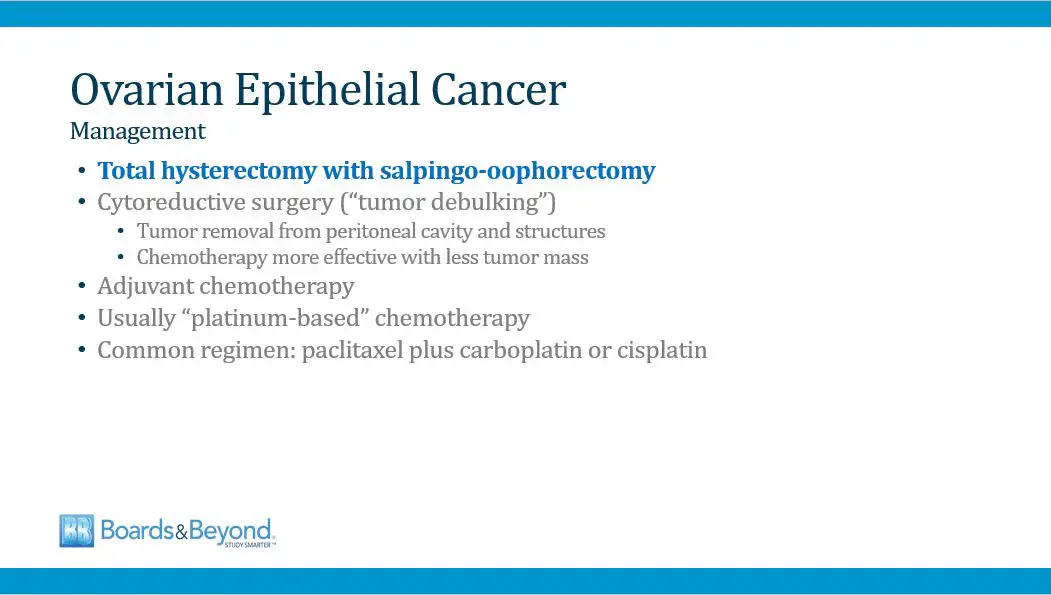 Ovarian Epithelial Cancer
Management
• Total hysterectomy with salpingo-oophorectomy
• Cytoreductive surgery (“tumor debulking”)
• Tumor removal from peritoneal cavity and structures
• Chemotherapy more effective with less tumor mass
• Adjuvant chemotherapy
• Usually “platinum-based” chemotherapy
• Common regimen: paclitaxel plus carboplatin or cisplatin
BB Boards&Beyond.
STUDY SMARTER™